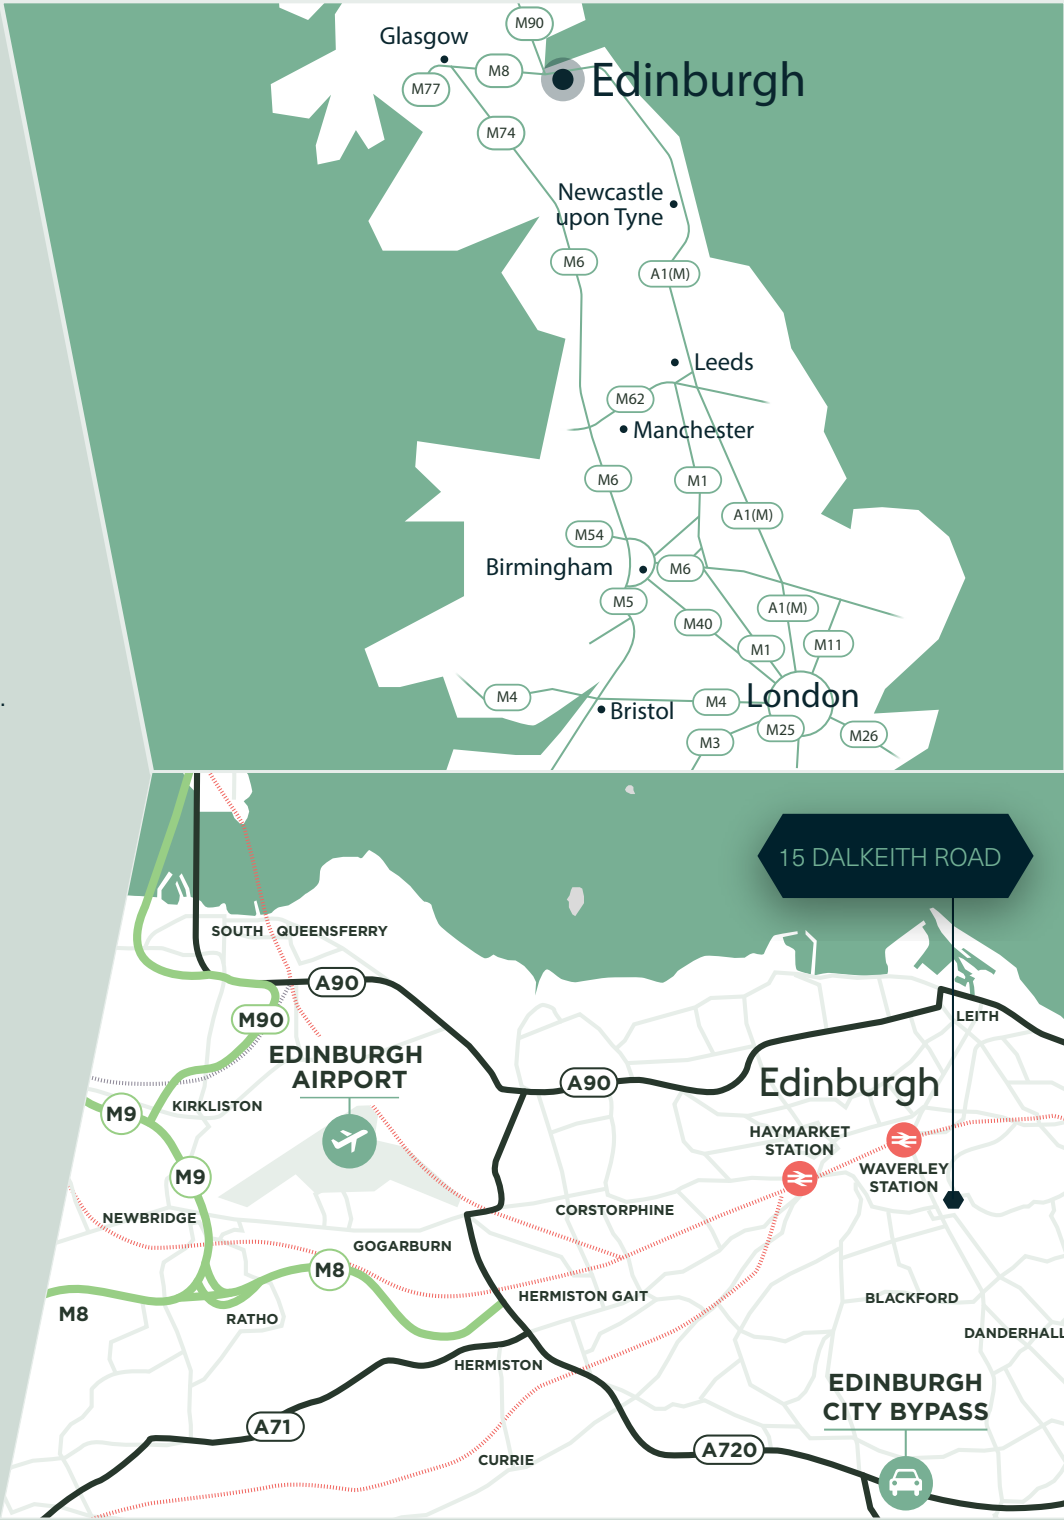 M90
Glasgow
M8
Edinburgh
M77
M74
Newcastle
upon Tyne
M6
A1(M)
Leeds
M62
Manchester
M6
M1
A1(M)
M54
Birmingham
M6
M5
A1(M)
M40
M11
M1
M4
M4
London
Bristol
M25
M26
M3
15 DALKEITH ROAD
SOUTH QUEENSFERRY
A90
M90
LEITH
EDINBURGH
AIRPORT
A90
Edinburgh
M9
KIRKLISTON
HAYMARKET
STATION
WAVERLEY
STATION
M9
NEWBRIDGE
CORSTORPHINE
GOGARBURN
M8
HERMISTON GAIT
BLACKFORD
M8
RATHO
DANDERHALL
HERMISTON
EDINBURGH
CITY BYPASS
A71
A720
CURRIE